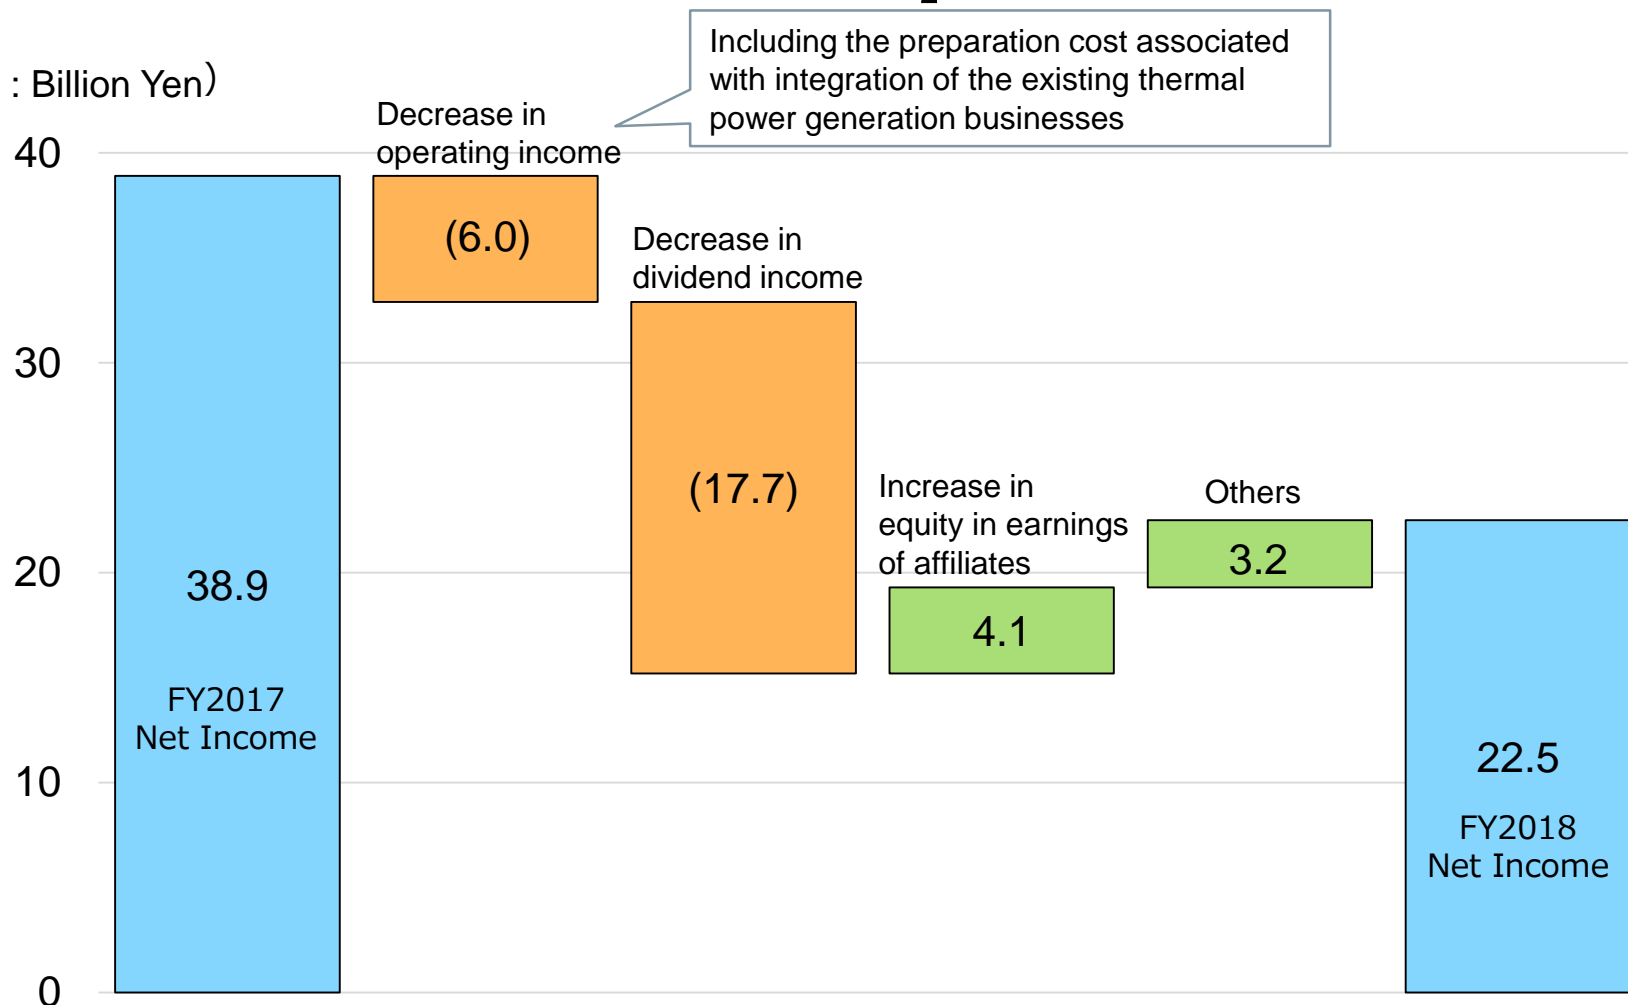 Including the preparation cost associated
with integration of the existing thermal
power generation businesses
: Billion Yen)
Decrease in
operating income
40
(6.0)
Decrease in
dividend income
30
(17.7)
Increase in
equity in earnings
of affiliates
Others
20
38.9
3.2
4.1
FY2017
Net Income
10
22.5
FY2018
Net Income
0